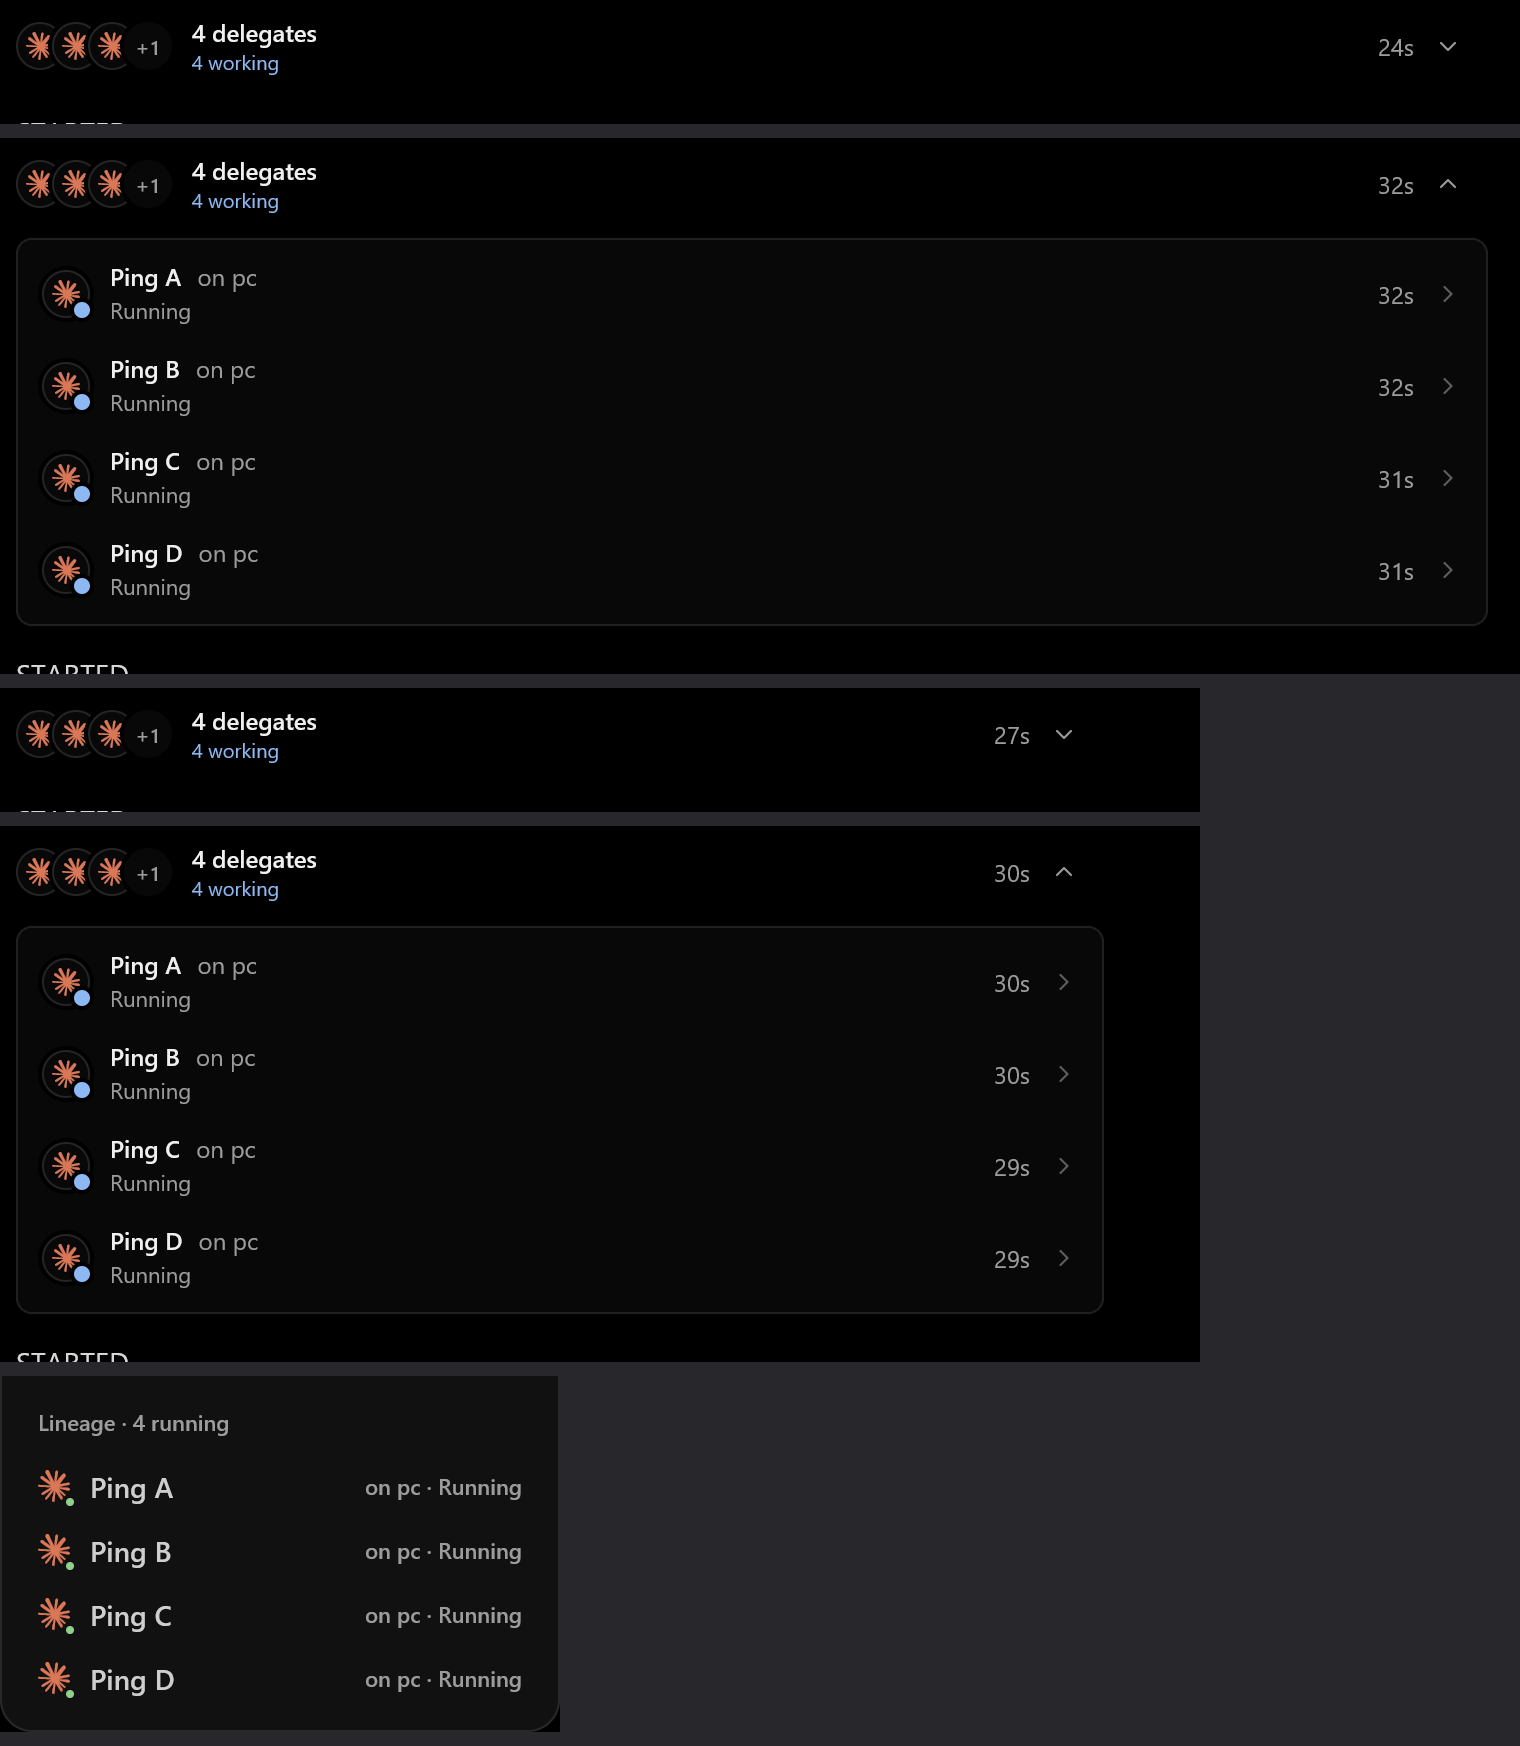 +1 4 delegates 24s
4 working
STARTED
+1 4 delegates 32s
4 working
Ping A on pc 32s
Running
Ping B on pc 32s
Running
Ping C on pc 31s
Running
Ping D on pc 31s
Running
STARTED
+1 4 delegates 27s
4 working
STARTED
+1 4 delegates 30s
4 working
Ping A on pc 30s
Running
Ping B on pc 30s
Running
Ping C on pc 29s
Running
Ping D on pc 29s
Running
STARTED
Lineage · 4 running
Ping A on pc · Running
Ping B on pc · Running
Ping C on pc · Running
Ping D on pc · Running